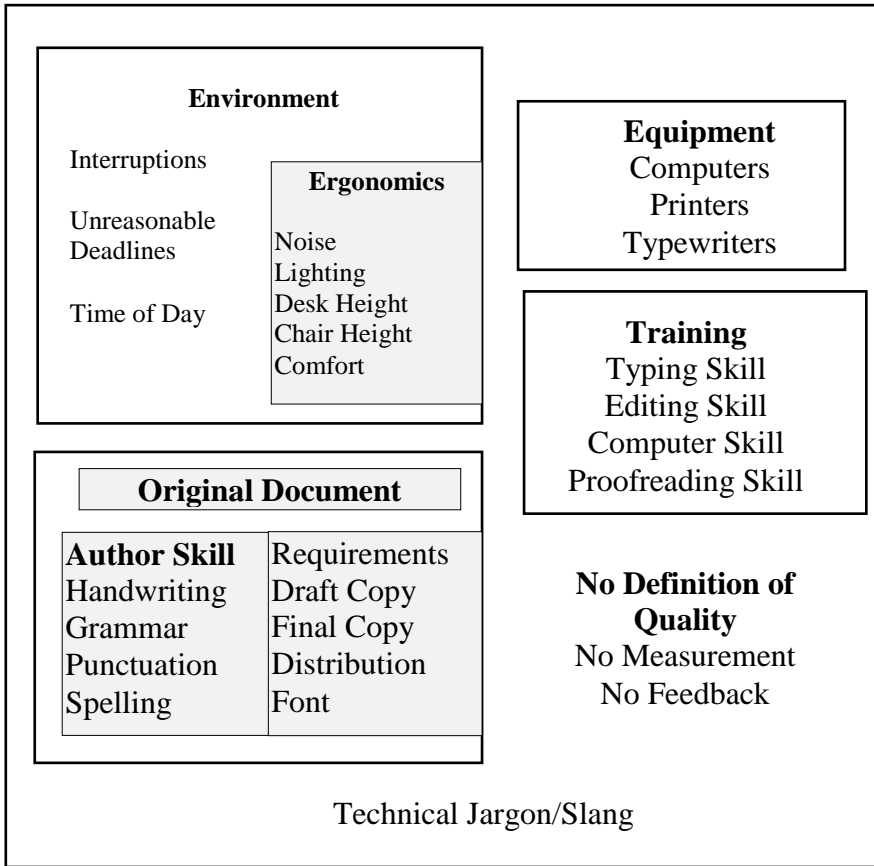 Environment
Interruptions
Unreasonable
Deadlines
Time of Day
Ergonomics
Noise
Lighting
Desk Height
Chair Height
Comfort
Equipment
Computers
Printers
Typewriters
Training
Typing Skill
Editing Skill
Computer Skill
Proofreading Skill
Original Document
Author Skill
Handwriting
Grammar
Punctuation
Spelling
Requirements
Draft Copy
Final Copy
Distribution
Font
No Definition of
Quality
No Measurement
No Feedback
Technical Jargon/Slang